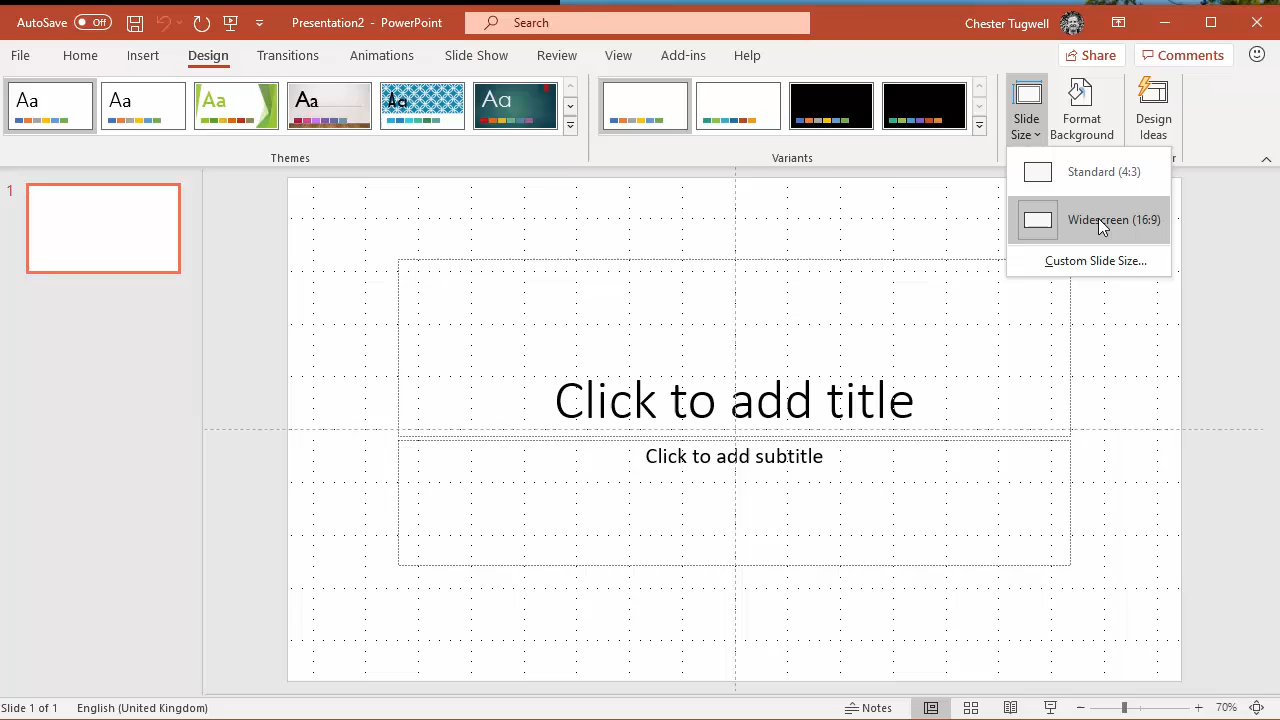 AutoSave Off Presentation2 - PowerPoint Search Chester Tugwell
File Home Insert Design Transitions Animations Slide Show Review View Add-ins Help Share Comments
Aa Aa Aa Aa Aa Aa
Slide Size Format Background Design Ideas
Themes Variants r
Standard (4:3)
Widescreen (16:9)
Custom Slide Size...
1
Click to add title
Click to add subtitle
Slide 1 of 1 English (United Kingdom) Notes 70%